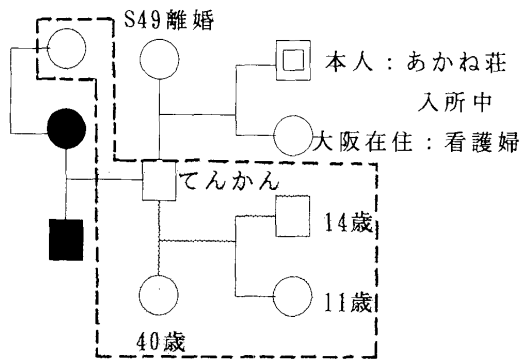 S49離婚
本人：あかね荘
入所中
大阪在住：看護婦
てんかん
14歳
11歳
40歳